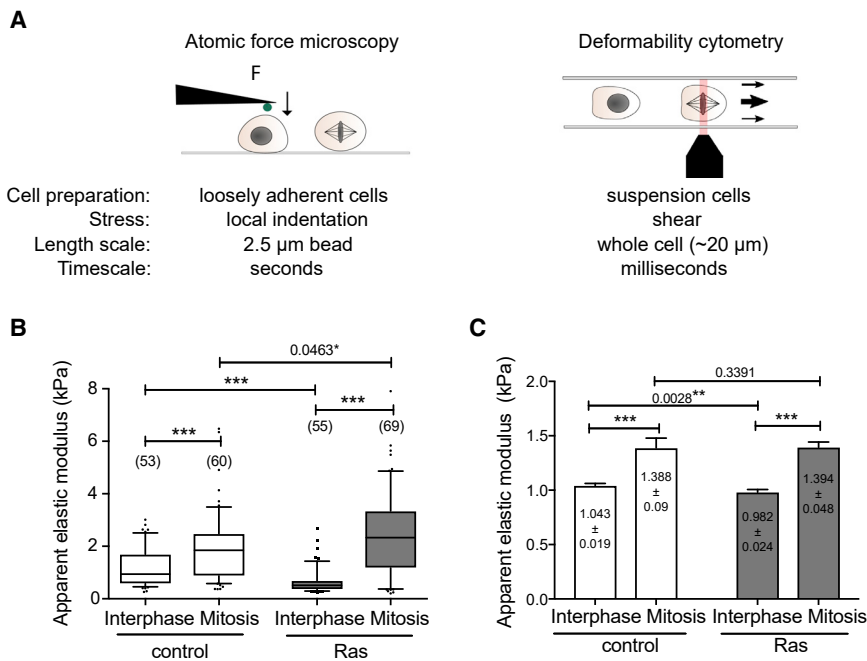 A
Atomic force microscopy
Deformability cytometry
F
Cell preparation: loosely adherent cells suspension cells
Stress: local indentation shear
Length scale: 2.5 µm bead whole cell (~20 µm)
Timescale: seconds milliseconds
B
Apparent elastic modulus (kPa)
8
6
4
2
0
0.0463*
***
***
***
(53)
(60)
(55)
(69)
Interphase Mitosis Interphase Mitosis
control Ras
C
Apparent elastic modulus (kPa)
2.0
1.5
1.0
0.5
0.0
0.3391
0.0028**
***
***
1.043
±
0.019
1.388
±
0.09
0.982
±
0.024
1.394
±
0.048
Interphase Mitosis Interphase Mitosis
control Ras